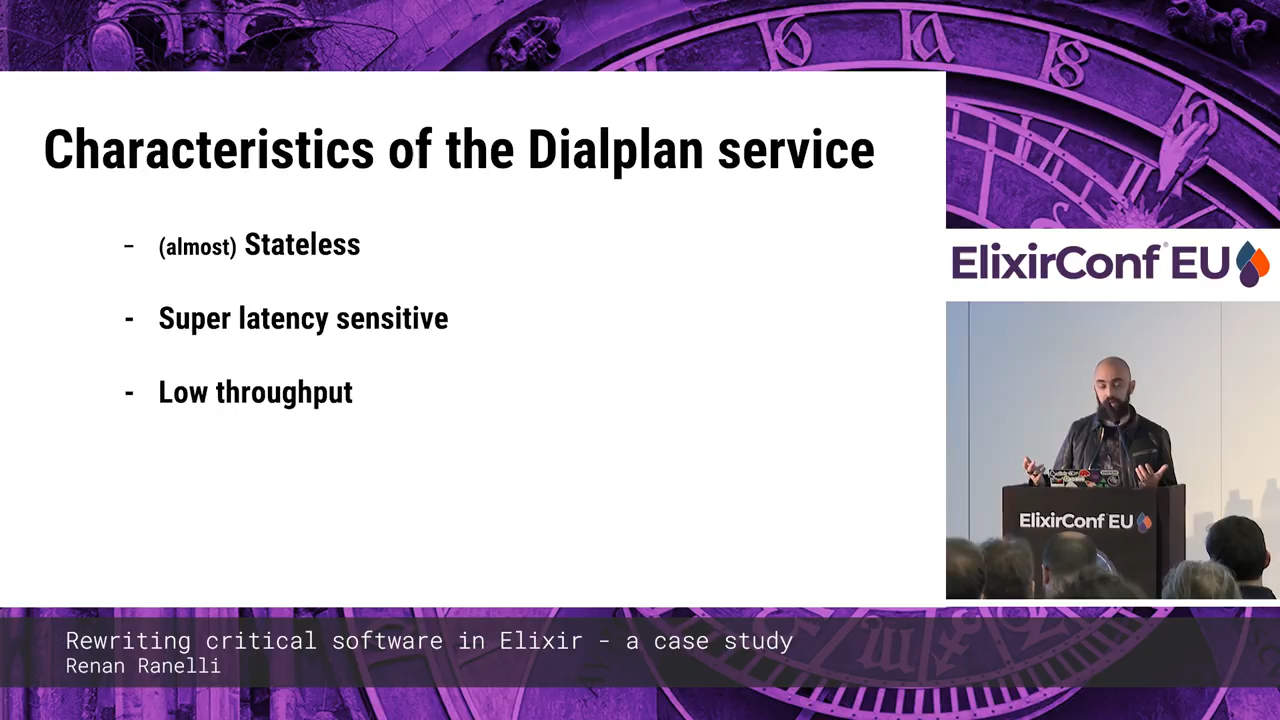 Characteristics of the Dialplan service
- (almost) Stateless
- Super latency sensitive
- Low throughput
ElixirConf® EU
ElixirConf EU
Rewriting critical software in Elixir - a case study
Renan Ranelli